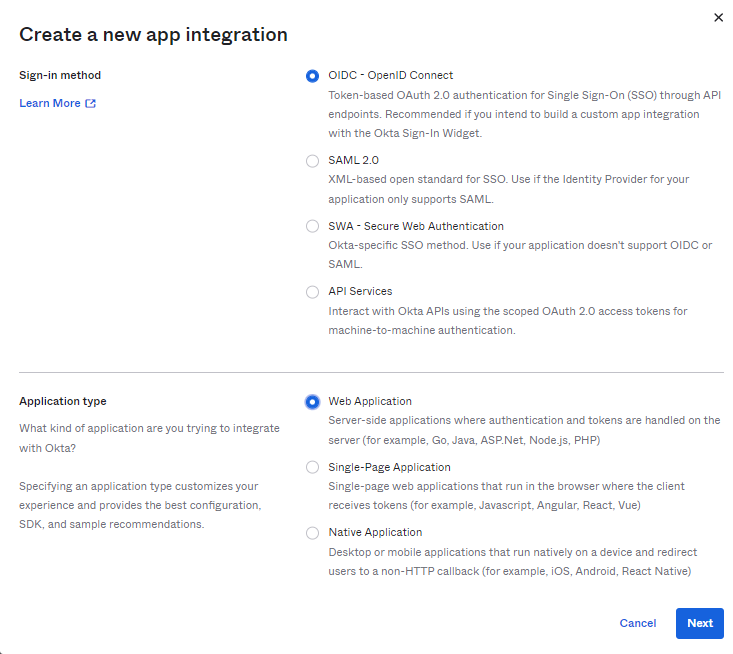 Create a new app integration
Sign-in method
Learn More
OIDC - OpenID Connect
Token-based OAuth 2.0 authentication for Single Sign-On (SSO) through API
endpoints. Recommended if you intend to build a custom app integration
with the Okta Sign-In Widget.
SAML 2.0
XML-based open standard for SSO. Use if the Identity Provider for your
application only supports SAML.
SWA - Secure Web Authentication
Okta-specific SSO method. Use if your application doesn't support OIDC or
SAML.
API Services
Interact with Okta APIs using the scoped OAuth 2.0 access tokens for
machine-to-machine authentication.
Application type
What kind of application are you trying to integrate
with Okta?
Specifying an application type customizes your
experience and provides the best configuration,
SDK, and sample recommendations.
Web Application
Server-side applications where authentication and tokens are handled on the
server (for example, Go, Java, ASP.Net, Node.js, PHP)
Single-Page Application
Single-page web applications that run in the browser where the client
receives tokens (for example, Javascript, Angular, React, Vue)
Native Application
Desktop or mobile applications that run natively on a device and redirect
users to a non-HTTP callback (for example, iOS, Android, React Native)
Cancel
Next